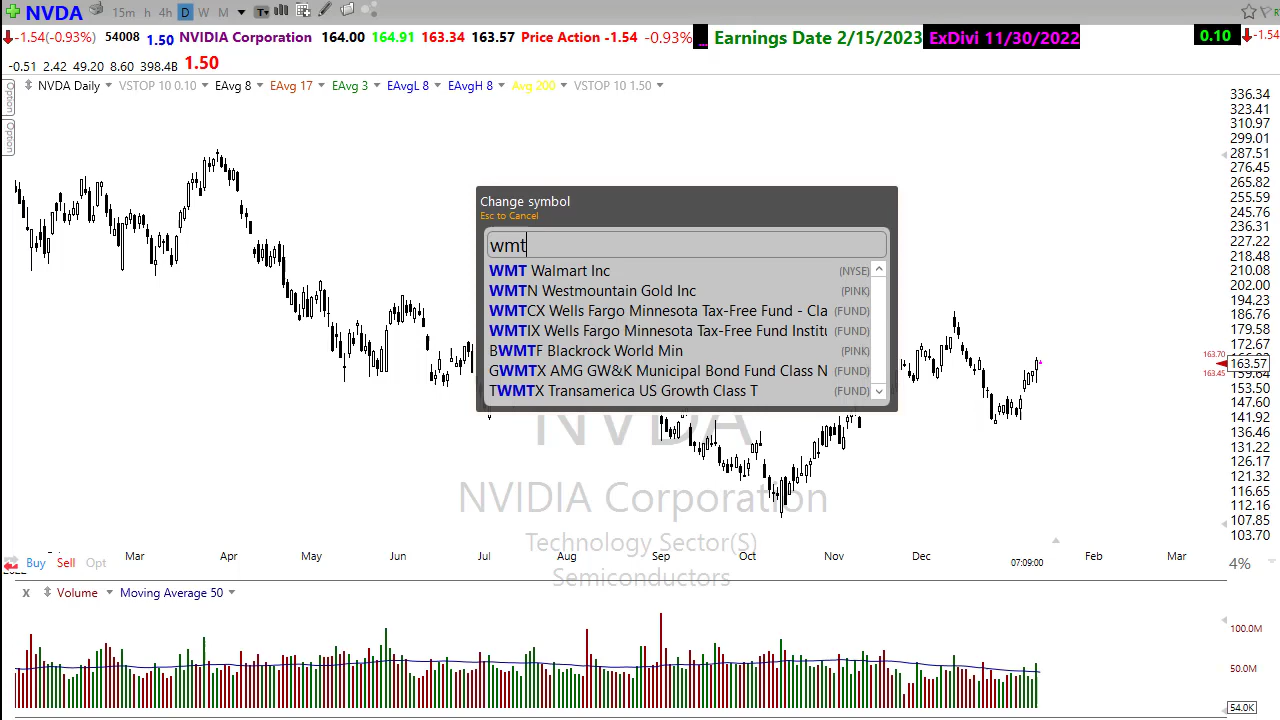 NVDA 15m h 4h D W M T
-1.54(-0.93%) 54008 1.50 NVIDIA Corporation 164.00 164.91 163.34 163.57 Price Action -1.54 -0.93% ... Earnings Date 2/15/2023 ExDivi 11/30/2022 0.10 -1.54
-0.51 2.42 49.20 8.60 398.4B 1.50
NVDA Daily VSTOP 10 0.10 EAvg 8 EAvg 17 EAvg 3 EAvgL 8 EAvgH 8 Avg 200 VSTOP 10 1.50
Option
Option
336.34
323.41
310.97
299.01
287.51
276.45
265.82
255.59
245.76
236.31
227.22
218.48
210.08
202.00
194.23
186.76
179.58
172.67
163.70
163.57
163.45
153.50
147.60
141.92
136.46
131.22
126.17
121.32
116.65
112.16
107.85
103.70
Change symbol
Esc to Cancel
wmt
WMT Walmart Inc (NYSE)
WMTN Westmountain Gold Inc (PINK)
WMTCX Wells Fargo Minnesota Tax-Free Fund - Cla (FUND)
WMTIX Wells Fargo Minnesota Tax-Free Fund Institu (FUND)
BWMTF Blackrock World Min (PINK)
GWMTX AMG GW&K Municipal Bond Fund Class N (FUND)
TWMTX Transamerica US Growth Class T (FUND)
NVDA
NVIDIA Corporation
Technology Sector(S)
Semiconductors
Mar Apr May Jun Jul Aug Sep Oct Nov Dec Feb Mar
07:09:00
Buy Sell Opt
4%
x Volume Moving Average 50
100.0M
50.0M
54.0K